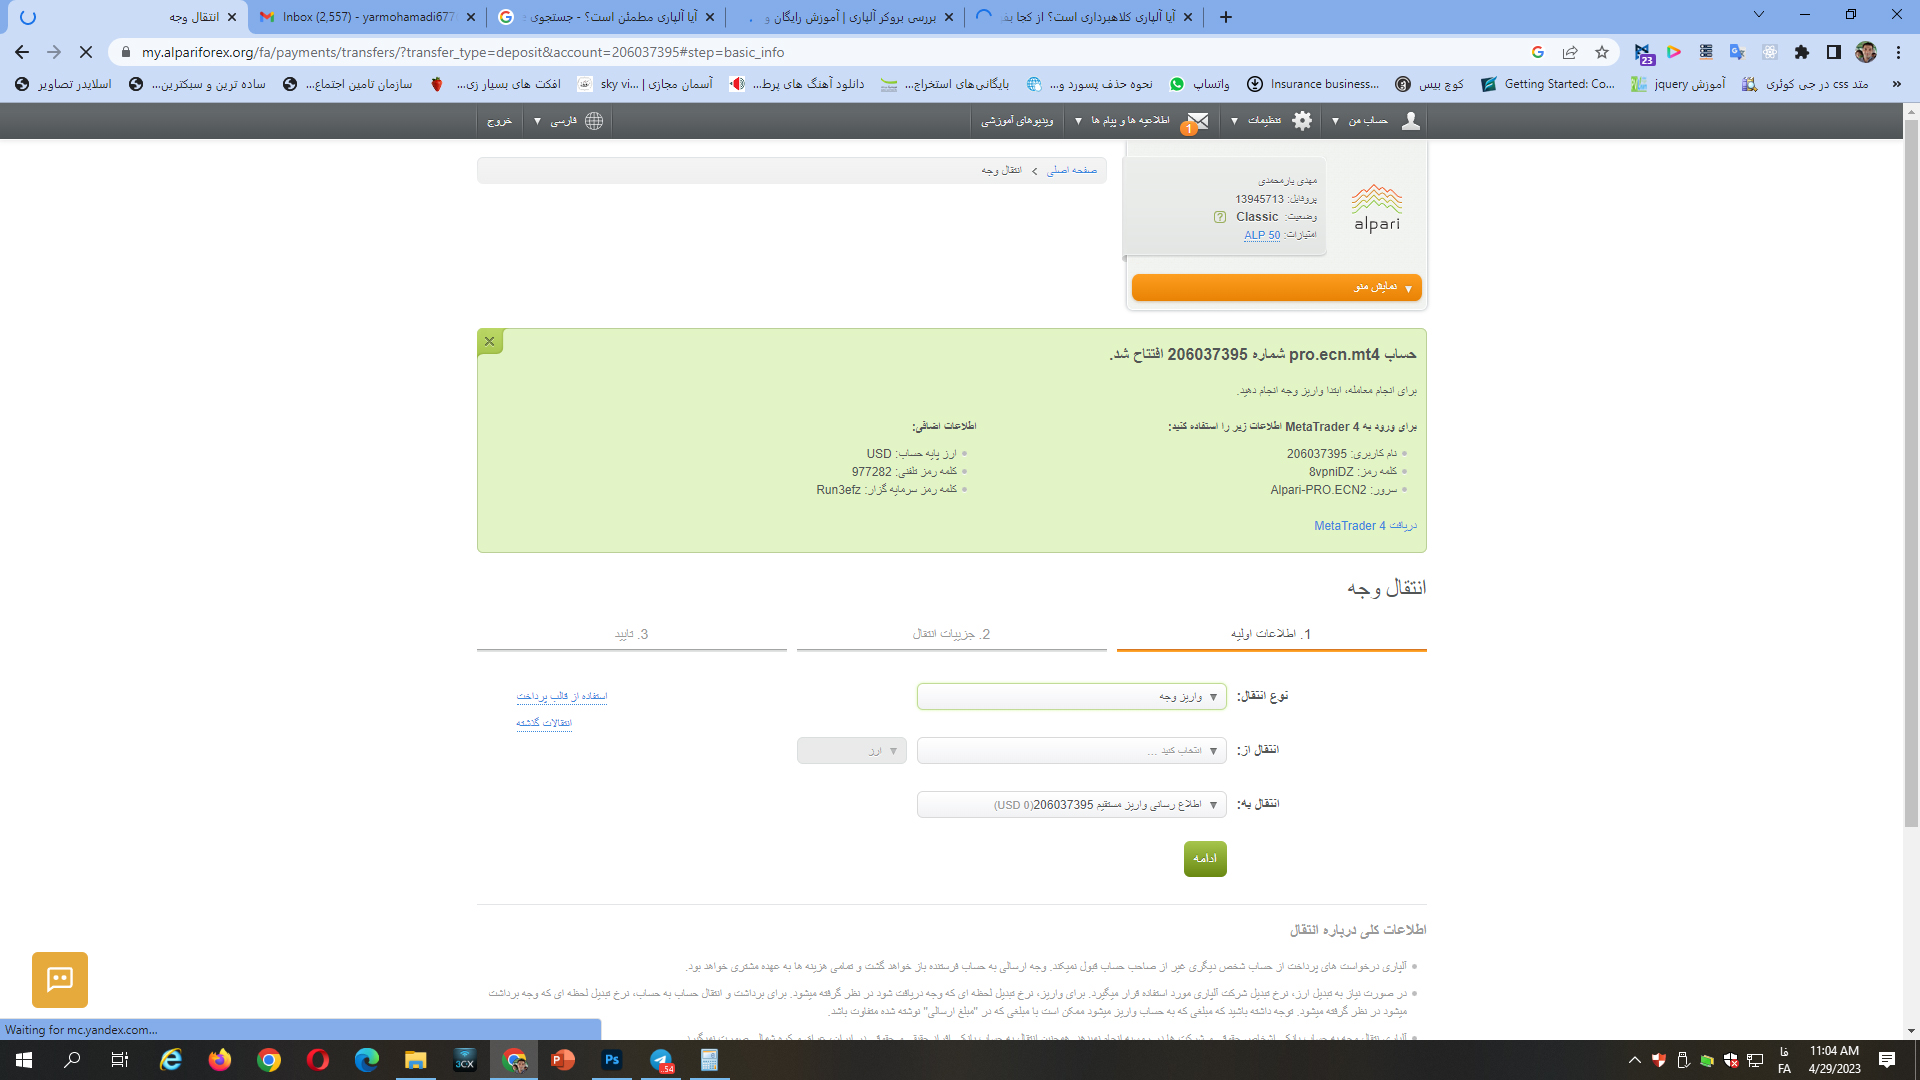 انتقال وجه
Inbox (2,557) - yarmohamadi677
آیا آلپاری مطمئن است؟ - جستجوی
بررسی بروکر آلپاری | آموزش رایگان و
آیا آلپاری کلاهبرداری است؟ از کجا بفـ
my.alpariforex.org/fa/payments/transfers/?transfer_type=deposit&account=206037395#step=basic_info
23
اسلایدر تصاویر
ساده ترین و سبکترین...
سازمان تامین اجتماع...
افکت های بسیار زی...
آسمان مجازی | sky vi...
دانلود آهنگ های پرط...
بایگانی‌های استخراج...
نحوه حذف پسورد و...
واتساپ
Insurance business...
کوچ بیس
Getting Started: Co...
آموزش jquery
متد css در جی کوئری
»
حساب من
تنظیمات
اطلاعیه ها و پیام ها
1
ویدیوهای آموزشی
فارسی
خروج
صفحه اصلی > انتقال وجه
مهدی یارمحمدی
پروفایل: 13945713
وضعیت: Classic ?
امتیازات: ALP 50
alpari
نمایش منو
حساب pro.ecn.mt4 شماره 206037395 افتتاح شد.
برای انجام معامله، ابتدا واریز وجه انجام دهید.
برای ورود به MetaTrader 4 اطلاعات زیر را استفاده کنید:
نام کاربری: 206037395
کلمه رمز: 8vpniDZ
سرور: Alpari-PRO.ECN2
اطلاعات اضافی:
ارز پایه حساب: USD
کلمه رمز تلفنی: 977282
کلمه رمز سرمایه گزار: Run3efz
دریافت MetaTrader 4
انتقال وجه
1. اطلاعات اولیه
2. جزییات انتقال
3. تایید
نوع انتقال:
واریز وجه
استفاده از قالب پرداخت
انتقالات گذشته
انتقال از:
انتخاب کنید ...
ارز
انتقال به:
اطلاع رسانی واریز مستقیم 206037395(0 USD)
ادامه
اطلاعات کلی درباره انتقال
آلپاری درخواست های پرداخت از حساب شخص دیگری غیر از صاحب حساب قبول نمیکند. وجه ارسالی به حساب فرستنده باز خواهد گشت و تمامی هزینه ها به عهده مشتری خواهد بود.
در صورت نیاز به تبدیل ارز، نرخ تبدیل شرکت آلپاری مورد استفاده قرار میگیرد. برای واریز، نرخ تبدیل لحظه ای که وجه دریافت شود در نظر گرفته میشود. برای برداشت و انتقال حساب به حساب، نرخ تبدیل لحظه ای که وجه برداشت
میشود در نظر گرفته میشود. توجه داشته باشید که مبلغی که به حساب واریز میشود ممکن است با مبلغی که در "مبلغ ارسالی" نوشته شده متفاوت باشد.
Waiting for mc.yandex.com...
3CX
Ps
..54
فا
FA
11:04 AM
4/29/2023